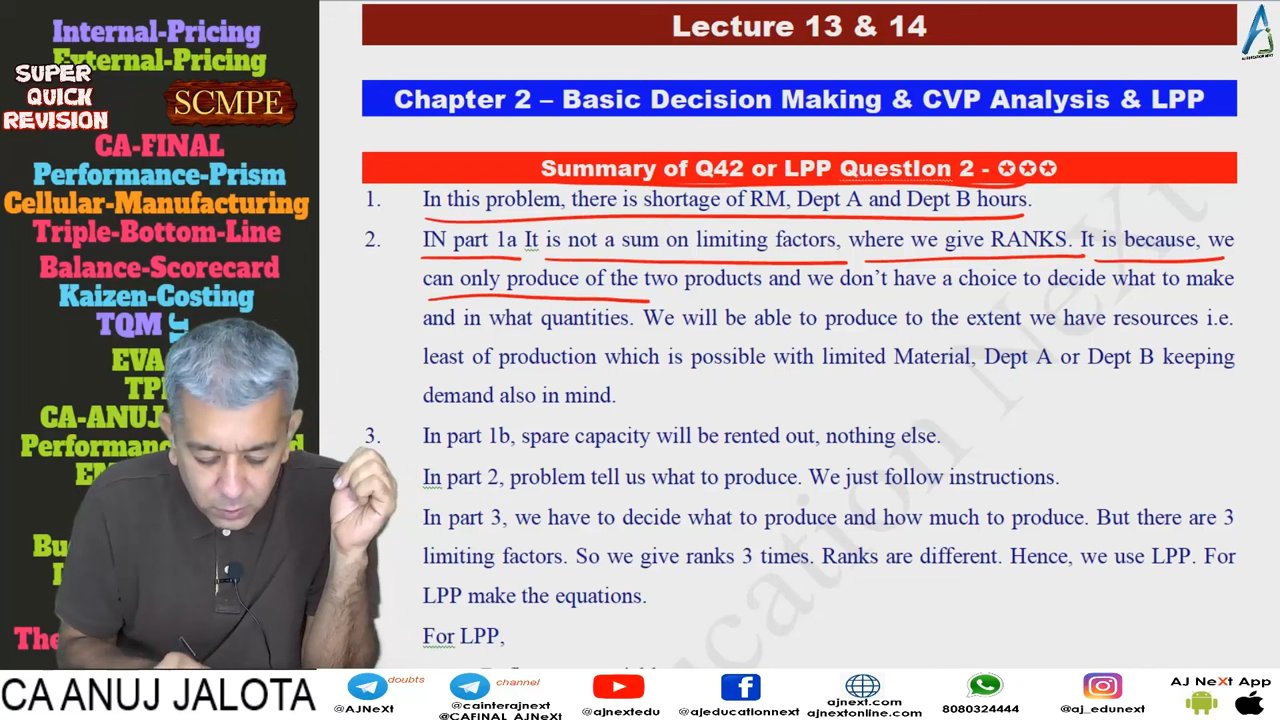 Internal-Pricing
External-Pricing
SUPER
QUICK
REVISION
SCMPE
CA-FINAL
Performance-Prism
Cellular-Manufacturing
Triple-Bottom-Line
Balance-Scorecard
Kaizen-Costing
TQM
EVA
TP
CA-ANUJ
Performanc
d
E
Bu
The
Lecture 13 & 14
Chapter 2 – Basic Decision Making & CVP Analysis & LPP
Summary of Q42 or LPP Question 2 - ✪✪✪
1. In this problem, there is shortage of RM, Dept A and Dept B hours.
2. IN part 1a It is not a sum on limiting factors, where we give RANKS. It is because, we
can only produce of the two products and we don't have a choice to decide what to make
and in what quantities. We will be able to produce to the extent we have resources i.e.
least of production which is possible with limited Material, Dept A or Dept B keeping
demand also in mind.
3. In part 1b, spare capacity will be rented out, nothing else.
In part 2, problem tell us what to produce. We just follow instructions.
In part 3, we have to decide what to produce and how much to produce. But there are 3
limiting factors. So we give ranks 3 times. Ranks are different. Hence, we use LPP. For
LPP make the equations.
For LPP,
ducation NeXt
CA ANUJ JALOTA
doubts
@AJNeXt
channel
@cainterajnext
@CAFINAL_AJNeXt
@ajnextedu
@ajeducationnext
ajnext.com
ajnextonline.com
8080324444
@aj_edunext
AJ NeXt App